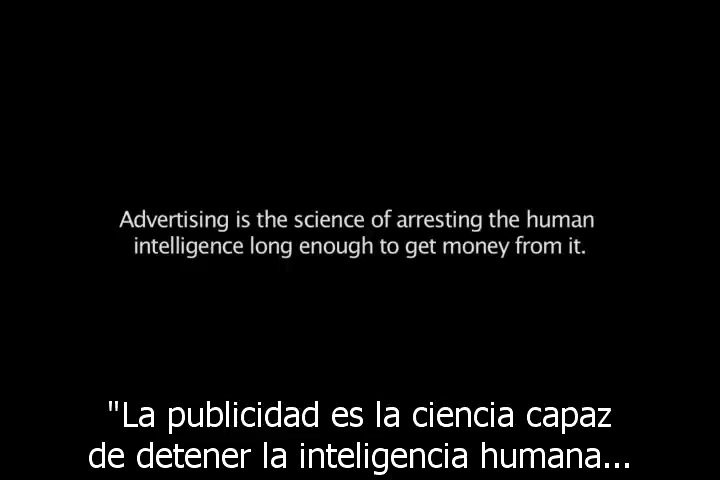 Advertising is the science of arresting the human
intelligence long enough to get money from it.
"La publicidad es la ciencia capaz
de detener la inteligencia humana...